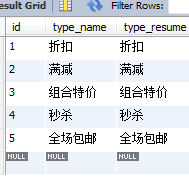 esult Grid Filter Rows:
id type_name type_resume
1 折扣 折扣
2 满减 满减
3 组合特价 组合特价
4 秒杀 秒杀
5 全场包邮 全场包邮
NULL NULL NULL